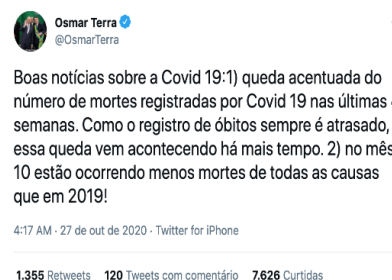 Osmar Terra
@OsmarTerra
Boas notícias sobre a Covid 19:1) queda acentuada do
número de mortes registradas por Covid 19 nas últimas
semanas. Como o registro de óbitos sempre é atrasado,
essa queda vem acontecendo há mais tempo. 2) no mês
10 estão ocorrendo menos mortes de todas as causas
que em 2019!
4:17 AM · 27 de out de 2020 · Twitter for iPhone
1.355 Retweets 120 Tweets com comentário 7.626 Curtidas